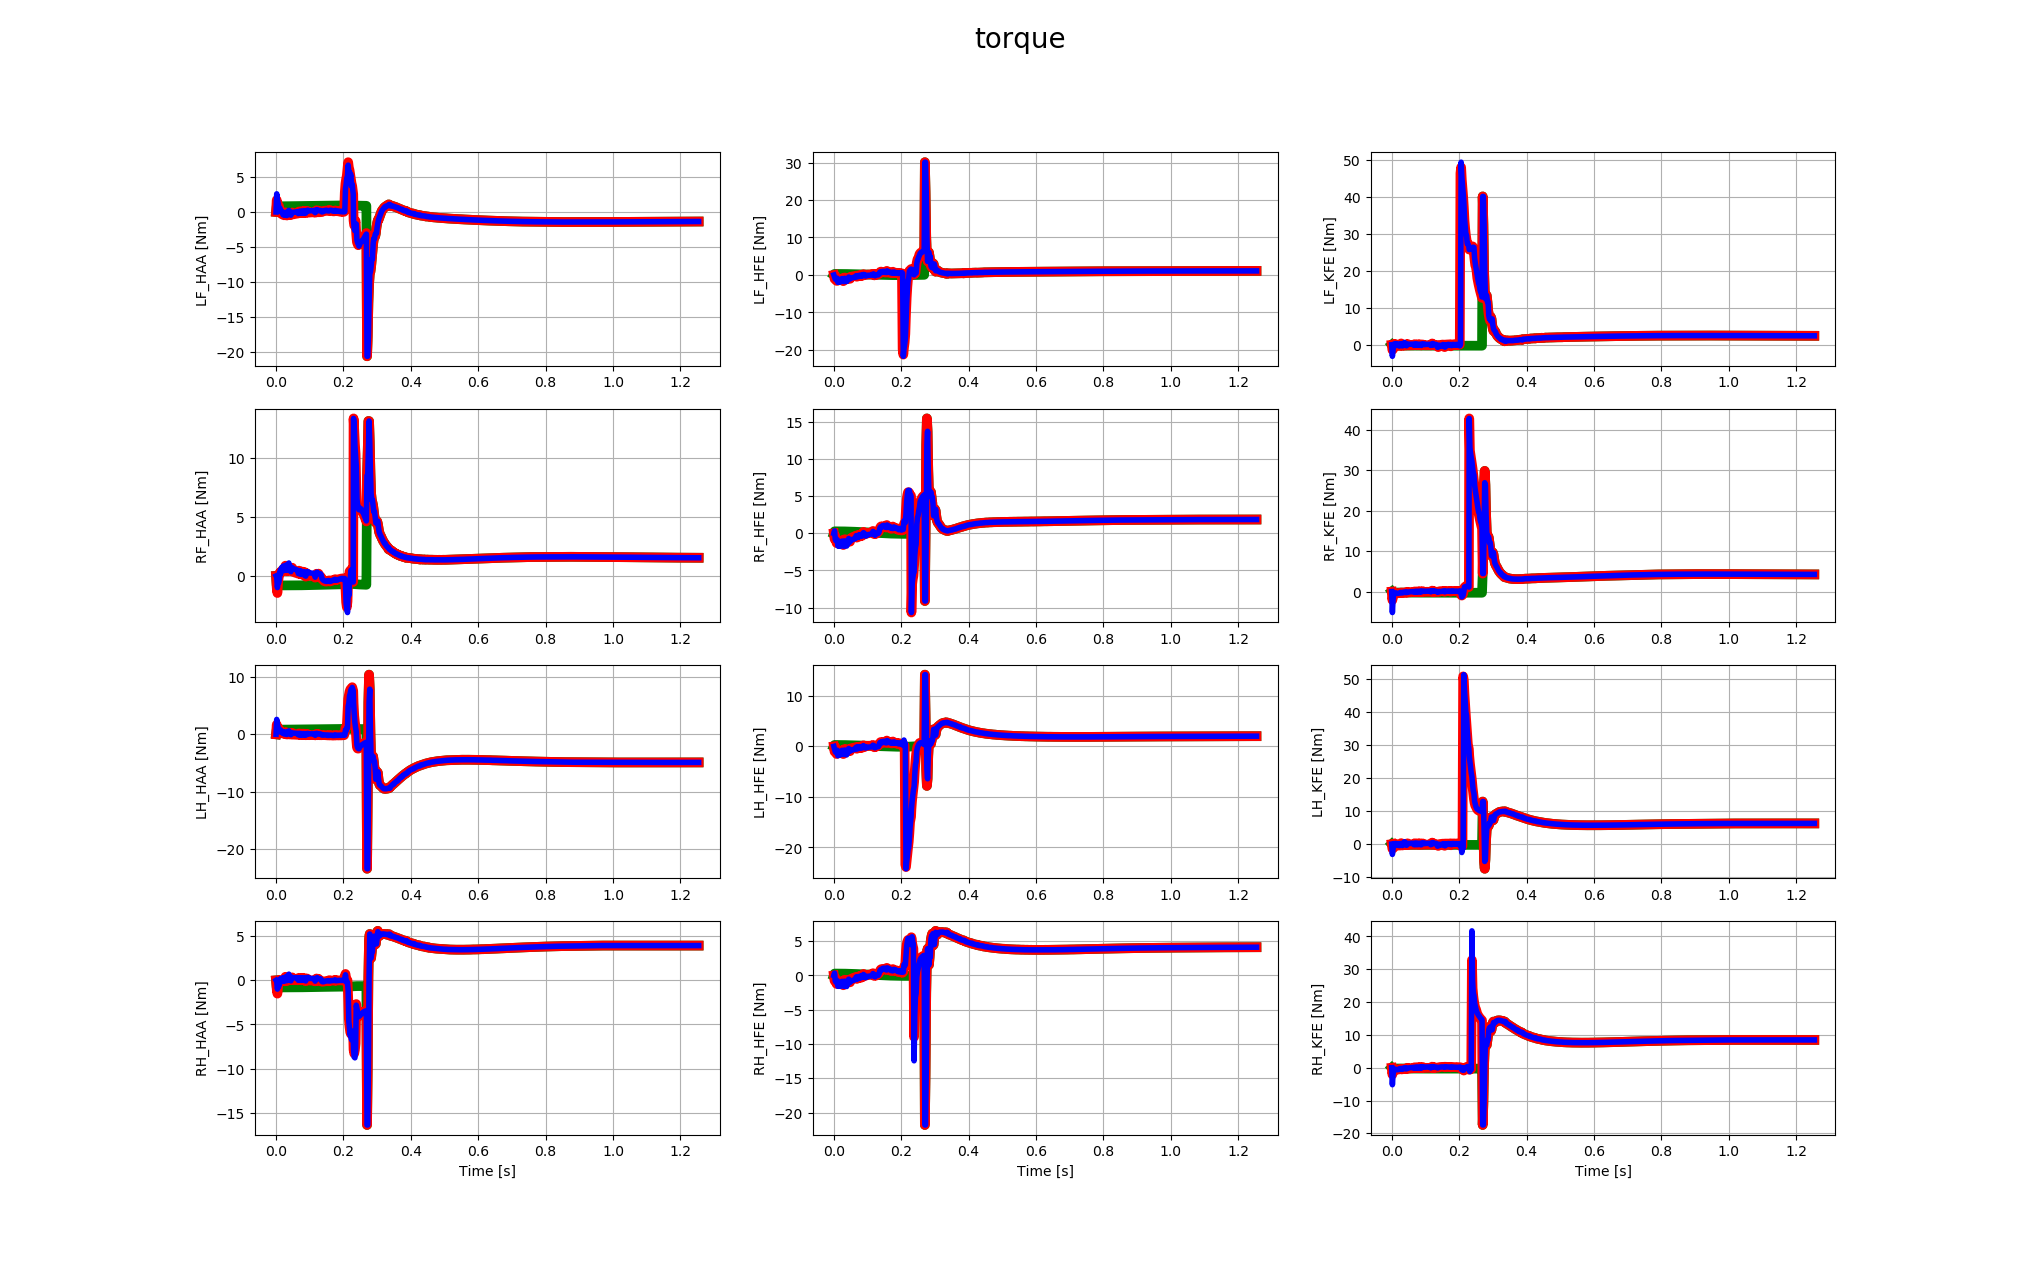 torque
LF_HAA [Nm]
5
0
−5
−10
−15
−20
0.0 0.2 0.4 0.6 0.8 1.0 1.2
LF_HFE [Nm]
30
20
10
0
−10
−20
0.0 0.2 0.4 0.6 0.8 1.0 1.2
LF_KFE [Nm]
50
40
30
20
10
0
0.0 0.2 0.4 0.6 0.8 1.0 1.2
RF_HAA [Nm]
10
5
0
0.0 0.2 0.4 0.6 0.8 1.0 1.2
RF_HFE [Nm]
15
10
5
0
−5
−10
0.0 0.2 0.4 0.6 0.8 1.0 1.2
RF_KFE [Nm]
40
30
20
10
0
0.0 0.2 0.4 0.6 0.8 1.0 1.2
LH_HAA [Nm]
10
0
−10
−20
0.0 0.2 0.4 0.6 0.8 1.0 1.2
LH_HFE [Nm]
10
0
−10
−20
0.0 0.2 0.4 0.6 0.8 1.0 1.2
LH_KFE [Nm]
50
40
30
20
10
0
−10
0.0 0.2 0.4 0.6 0.8 1.0 1.2
RH_HAA [Nm]
5
0
−5
−10
−15
0.0 0.2 0.4 0.6 0.8 1.0 1.2
Time [s]
RH_HFE [Nm]
5
0
−5
−10
−15
−20
0.0 0.2 0.4 0.6 0.8 1.0 1.2
Time [s]
RH_KFE [Nm]
40
30
20
10
0
−10
−20
0.0 0.2 0.4 0.6 0.8 1.0 1.2
Time [s]